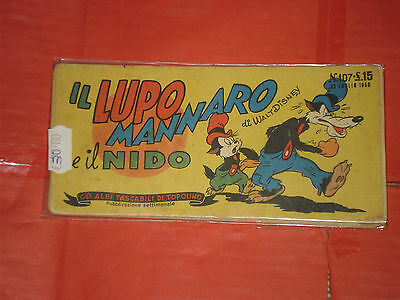 IL LUPO
MANNARO
e il NIDO
di WALT DISNEY
N.107-£.15
GLI ALBI TASCABILI DI TOPOLINO
Pubblicazione settimanale